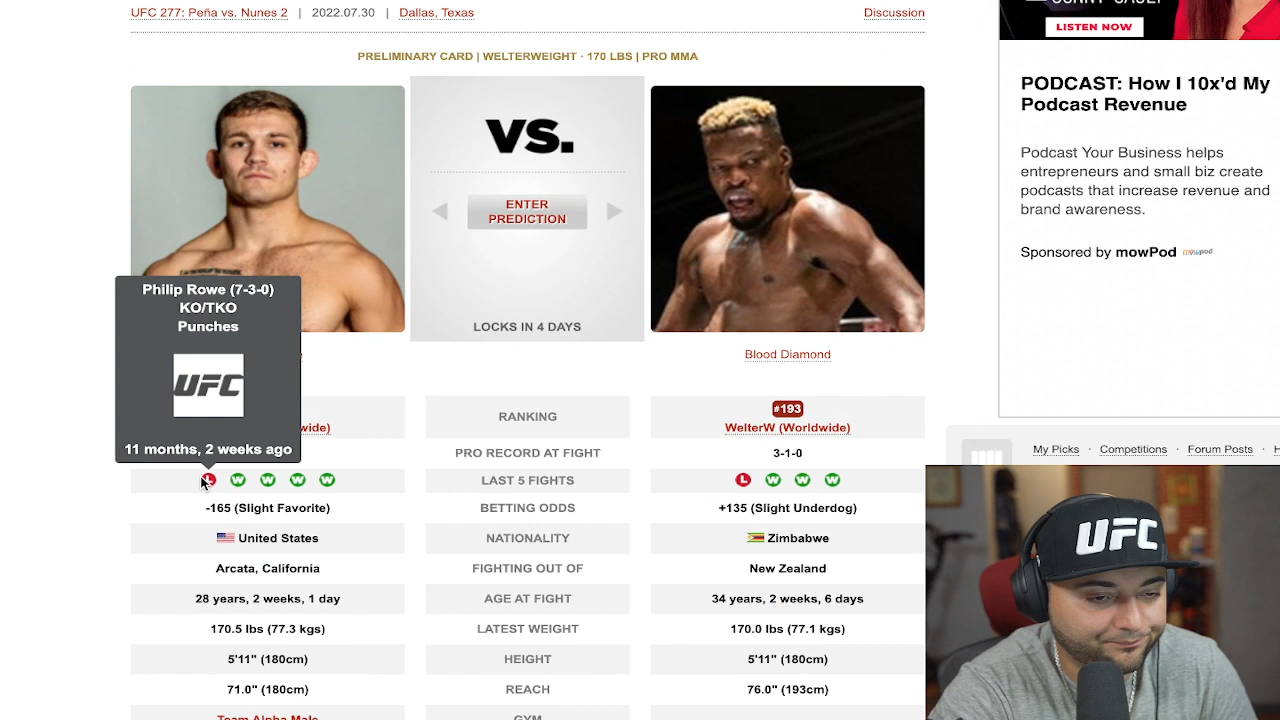 UFC 277: Peña vs. Nunes 2 | 2022.07.30 | Dallas, Texas
Discussion
LISTEN NOW
PRELIMINARY CARD | WELTERWEIGHT · 170 LBS | PRO MMA
PODCAST: How I 10x'd My
Podcast Revenue
VS.
Podcast Your Business helps
entrepreneurs and small biz create
podcasts that increase revenue and
brand awareness.
ENTER
PREDICTION
Sponsored by mowPod mowpod
Philip Rowe (7-3-0)
KO/TKO
Punches
UFC
11 months, 2 weeks ago
LOCKS IN 4 DAYS
Blood Diamond
RANKING
#193
WelterW (Worldwide)
PRO RECORD AT FIGHT
3-1-0
My Picks · Competitions · Forum Posts ·
L W W W W
LAST 5 FIGHTS
L W W W
-165 (Slight Favorite)
BETTING ODDS
+135 (Slight Underdog)
United States
NATIONALITY
Zimbabwe
Arcata, California
FIGHTING OUT OF
New Zealand
28 years, 2 weeks, 1 day
AGE AT FIGHT
34 years, 2 weeks, 6 days
170.5 lbs (77.3 kgs)
LATEST WEIGHT
170.0 lbs (77.1 kgs)
5'11" (180cm)
HEIGHT
5'11" (180cm)
71.0" (180cm)
REACH
76.0" (193cm)
Team Alpha Male
GYM
UFC